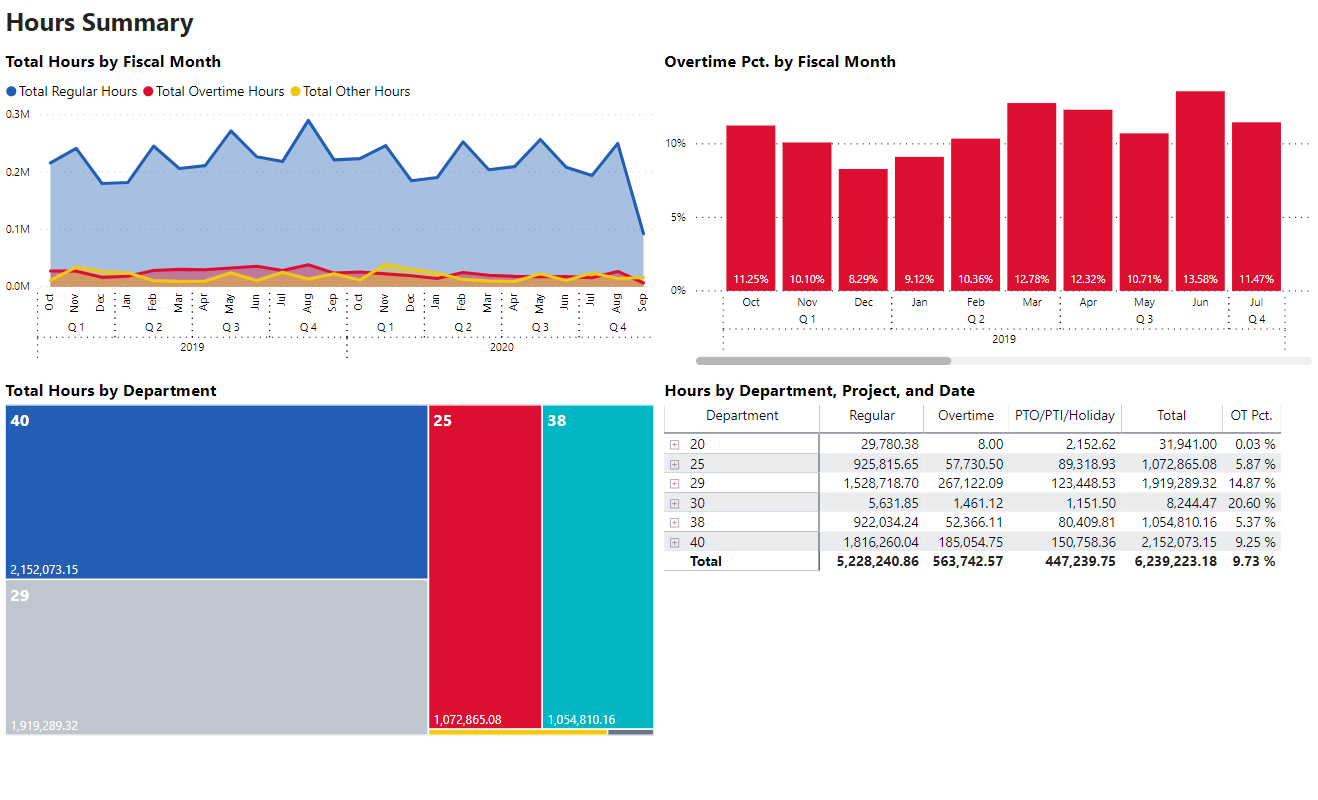 Hours Summary
Total Hours by Fiscal Month
Total Regular Hours Total Overtime Hours Total Other Hours
0.3M
0.2M
0.1M
0.0M
Oct Nov Dec Jan Feb Mar Apr May Jun Jul Aug Sep Oct Nov Dec Jan Feb Mar Apr May Jun Jul Aug Sep
Q 1 Q 2 Q 3 Q 4 Q 1 Q 2 Q 3 Q 4
2019 2020
Overtime Pct. by Fiscal Month
10%
5%
0%
11.25% 10.10% 8.29% 9.12% 10.36% 12.78% 12.32% 10.71% 13.58% 11.47%
Oct Nov Dec Jan Feb Mar Apr May Jun Jul
Q 1 Q 2 Q 3 Q 4
2019
Total Hours by Department
40
2,152,073.15
29
1,919,289.32
25
1,072,865.08
38
1,054,810.16
Hours by Department, Project, and Date
Department Regular Overtime PTO/PTI/Holiday Total OT Pct.
20 29,780.38 8.00 2,152.62 31,941.00 0.03 %
25 925,815.65 57,730.50 89,318.93 1,072,865.08 5.87 %
29 1,528,718.70 267,122.09 123,448.53 1,919,289.32 14.87 %
30 5,631.85 1,461.12 1,151.50 8,244.47 20.60 %
38 922,034.24 52,366.11 80,409.81 1,054,810.16 5.37 %
40 1,816,260.04 185,054.75 150,758.36 2,152,073.15 9.25 %
Total 5,228,240.86 563,742.57 447,239.75 6,239,223.18 9.73 %